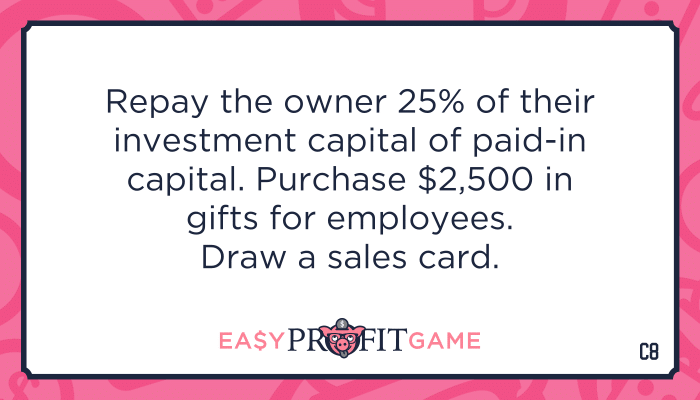 Repay the owner 25% of their
investment capital of paid-in
capital. Purchase $2,500 in
gifts for employees.
Draw a sales card.
EA$Y PROFIT GAME
C8